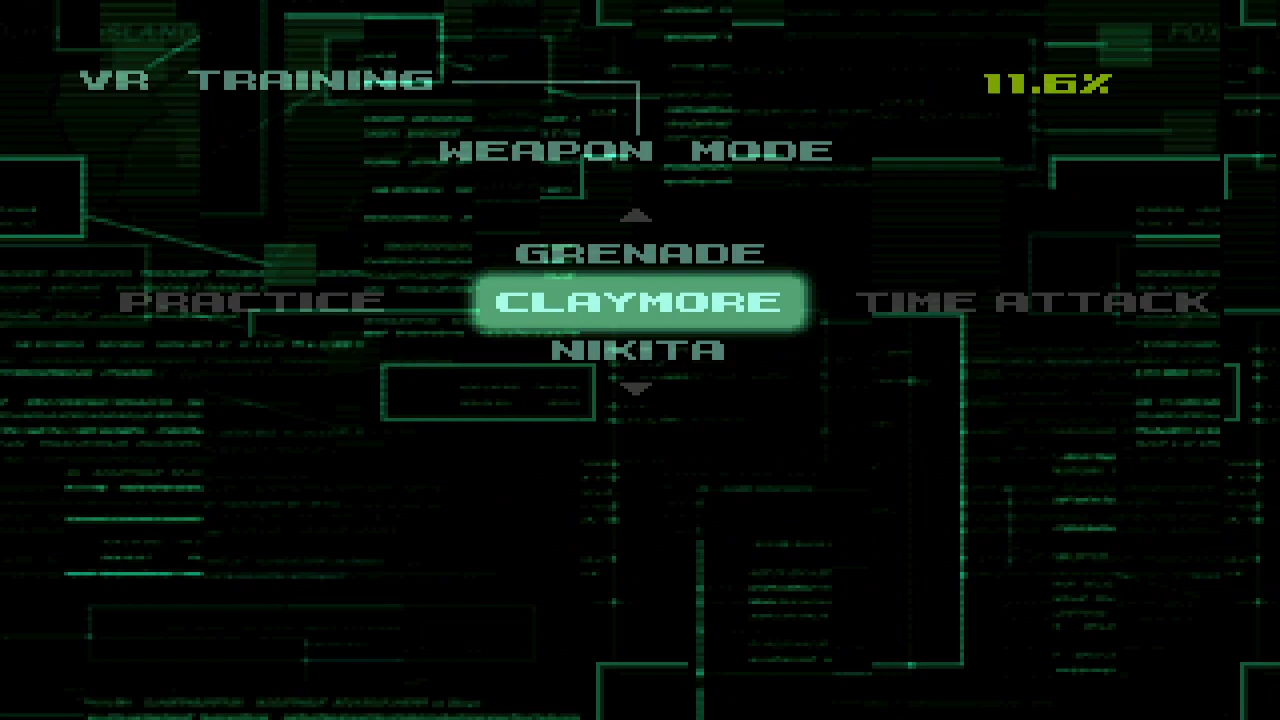 VR TRAINING
11.6%
WEAPON MODE
GRENADE
PRACTICE
CLAYMORE
TIME ATTACK
NIKITA